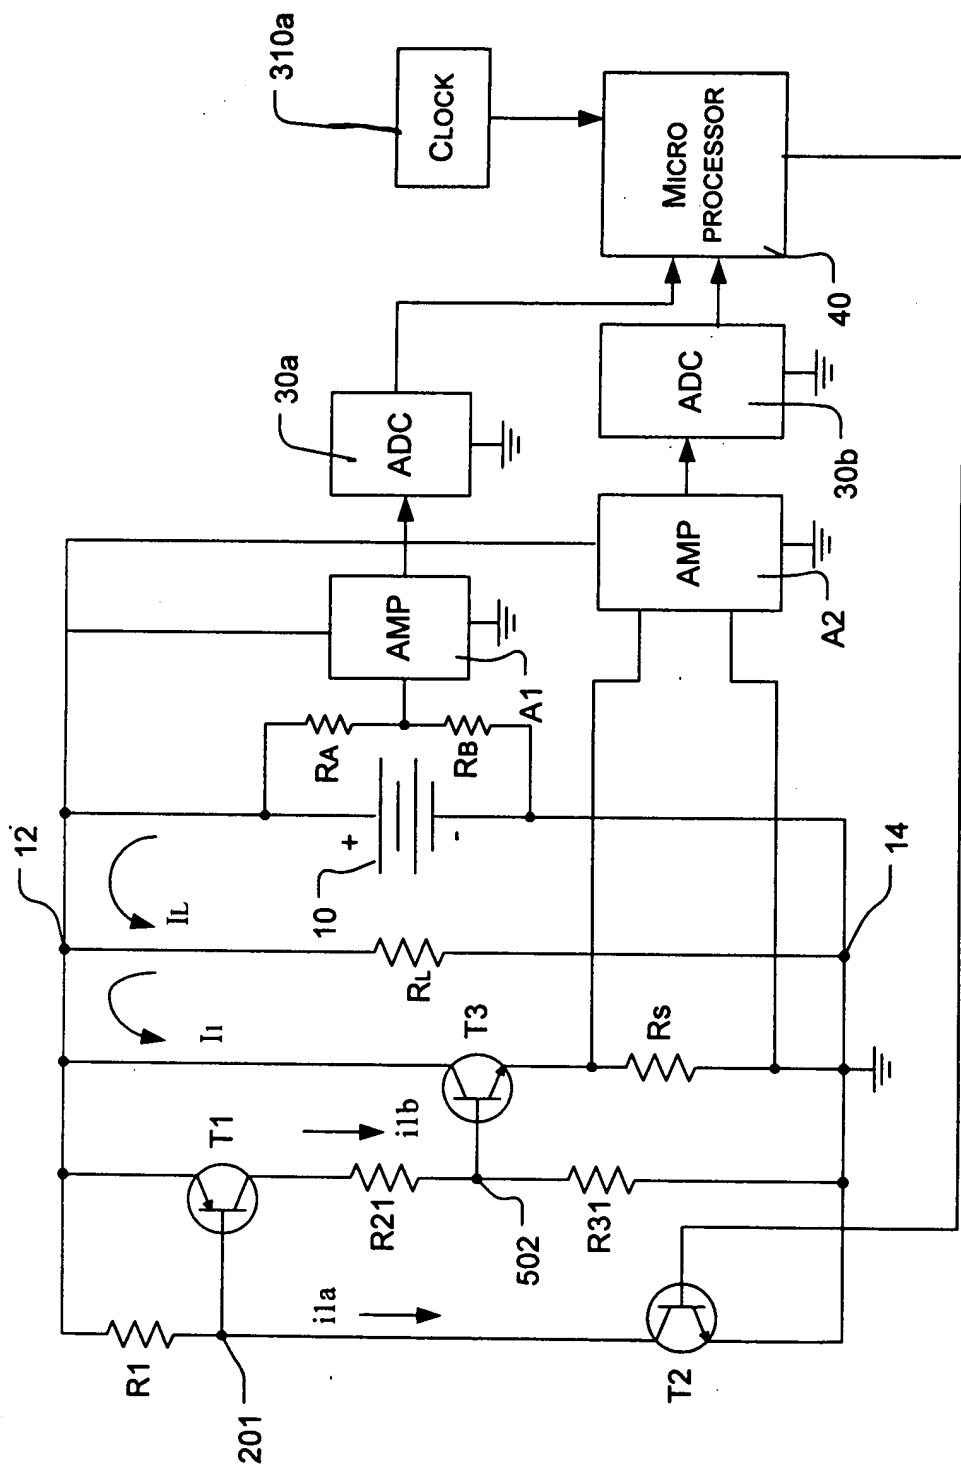 310a
CLOCK
MICRO
PROCESSOR
40
30a
ADC
ADC
30b
AMP
A1
AMP
A2
RA
RB
12
IL
+
-
10
14
RL
I1
T3
Rs
T1
i1b
R21
R31
502
R1
i1a
201
T2